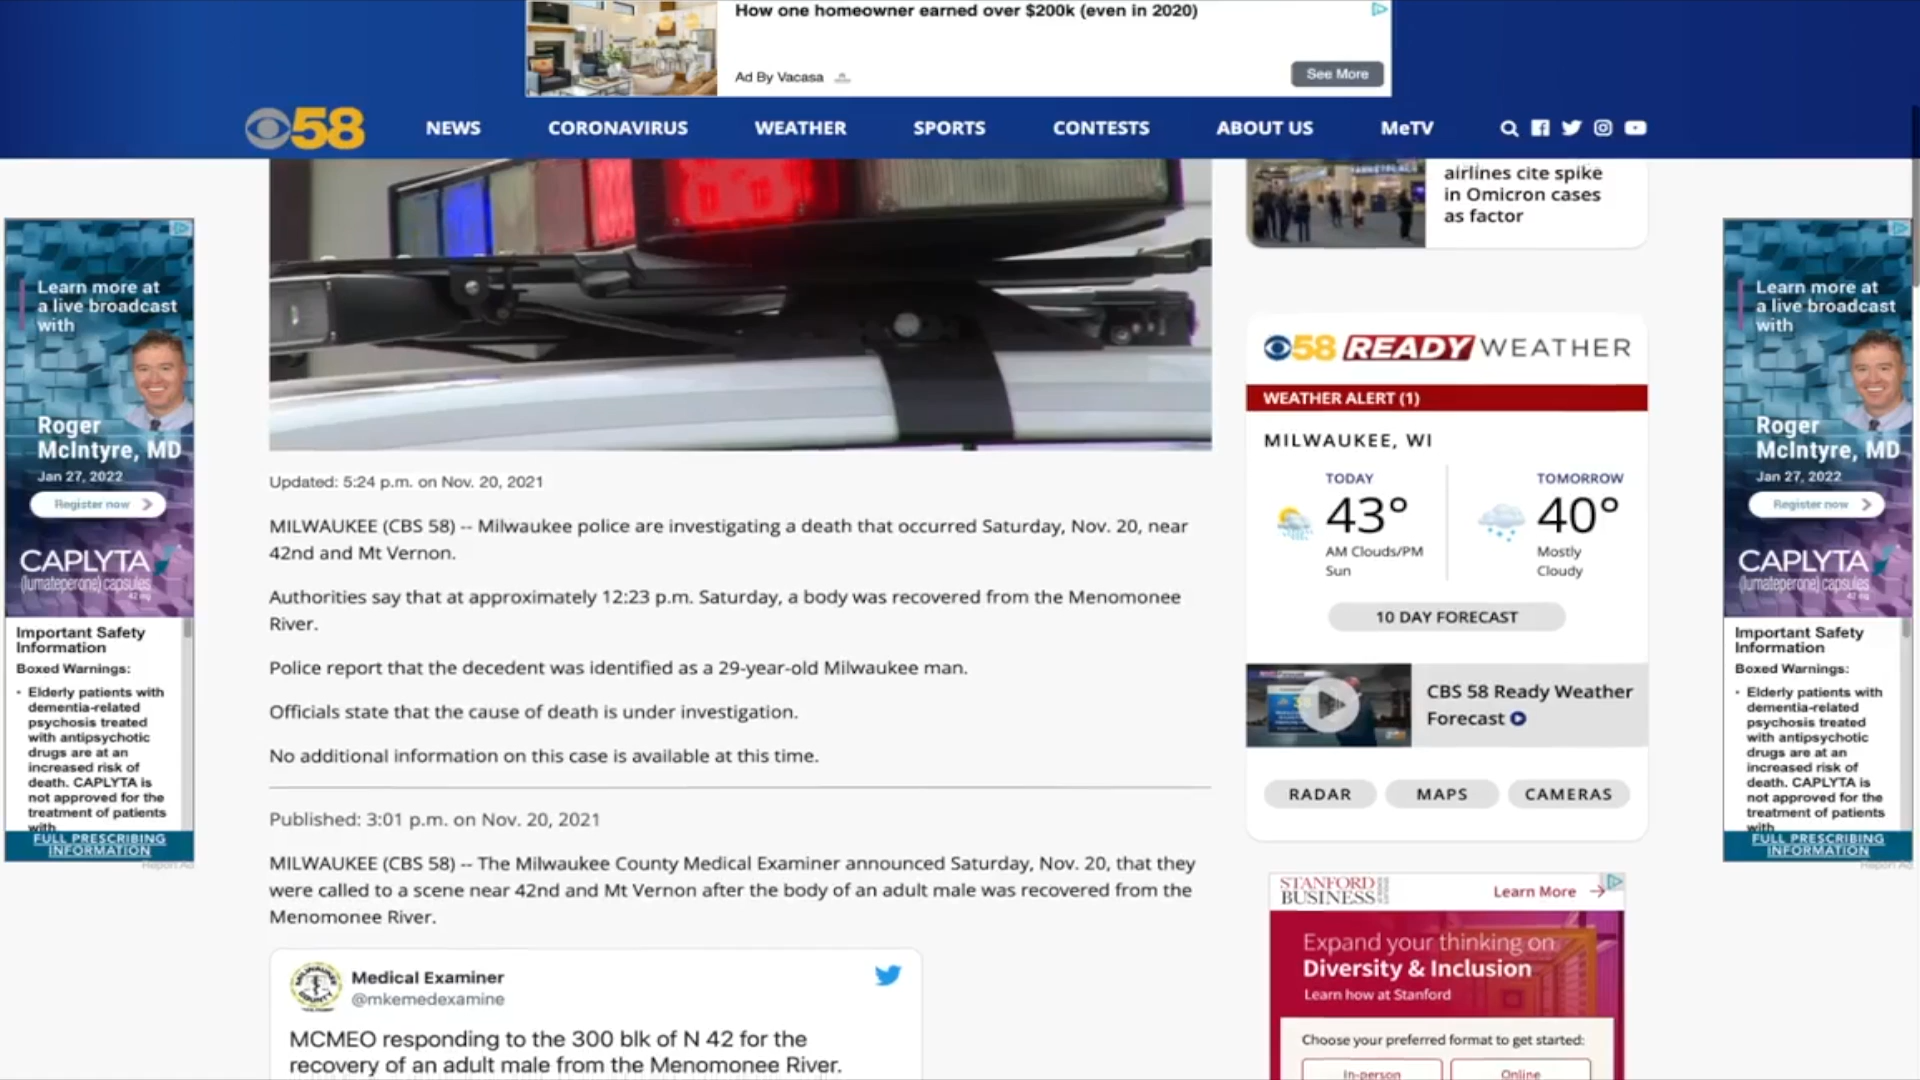 How one homeowner earned over $200k (even in 2020)
Ad By Vacasa
See More
58
NEWS
CORONAVIRUS
WEATHER
SPORTS
CONTESTS
ABOUT US
MeTV
airlines cite spike
in Omicron cases
as factor
Learn more at
a live broadcast
with
Roger
McIntyre, MD
Jan 27, 2022
Register now
CAPLYTA
(lumateperone) capsules
42 mg
Important Safety
Information
Boxed Warnings:
• Elderly patients with
dementia-related
psychosis treated
with antipsychotic
drugs are at an
increased risk of
death. CAPLYTA is
not approved for the
treatment of patients
with
FULL PRESCRIBING
INFORMATION
Report Ad
Updated: 5:24 p.m. on Nov. 20, 2021
MILWAUKEE (CBS 58) -- Milwaukee police are investigating a death that occurred Saturday, Nov. 20, near
42nd and Mt Vernon.
Authorities say that at approximately 12:23 p.m. Saturday, a body was recovered from the Menomonee
River.
Police report that the decedent was identified as a 29-year-old Milwaukee man.
Officials state that the cause of death is under investigation.
No additional information on this case is available at this time.
Published: 3:01 p.m. on Nov. 20, 2021
MILWAUKEE (CBS 58) -- The Milwaukee County Medical Examiner announced Saturday, Nov. 20, that they
were called to a scene near 42nd and Mt Vernon after the body of an adult male was recovered from the
Menomonee River.
Medical Examiner
@mkemedexamine
MCMEO responding to the 300 blk of N 42 for the
recovery of an adult male from the Menomonee River.
58 READY WEATHER
WEATHER ALERT (1)
MILWAUKEE, WI
TODAY
43°
AM Clouds/PM
Sun
TOMORROW
40°
Mostly
Cloudy
10 DAY FORECAST
CBS 58 Ready Weather
Forecast
RADAR
MAPS
CAMERAS
STANFORD
BUSINESS
Learn More
Expand your thinking on
Diversity & Inclusion
Learn how at Stanford
Choose your preferred format to get started:
In-person
Online
Learn more at
a live broadcast
with
Roger
McIntyre, MD
Jan 27, 2022
Register now
CAPLYTA
(lumateperone) capsules
42 mg
Important Safety
Information
Boxed Warnings:
• Elderly patients with
dementia-related
psychosis treated
with antipsychotic
drugs are at an
increased risk of
death. CAPLYTA is
not approved for the
treatment of patients
with
FULL PRESCRIBING
INFORMATION
Report Ad